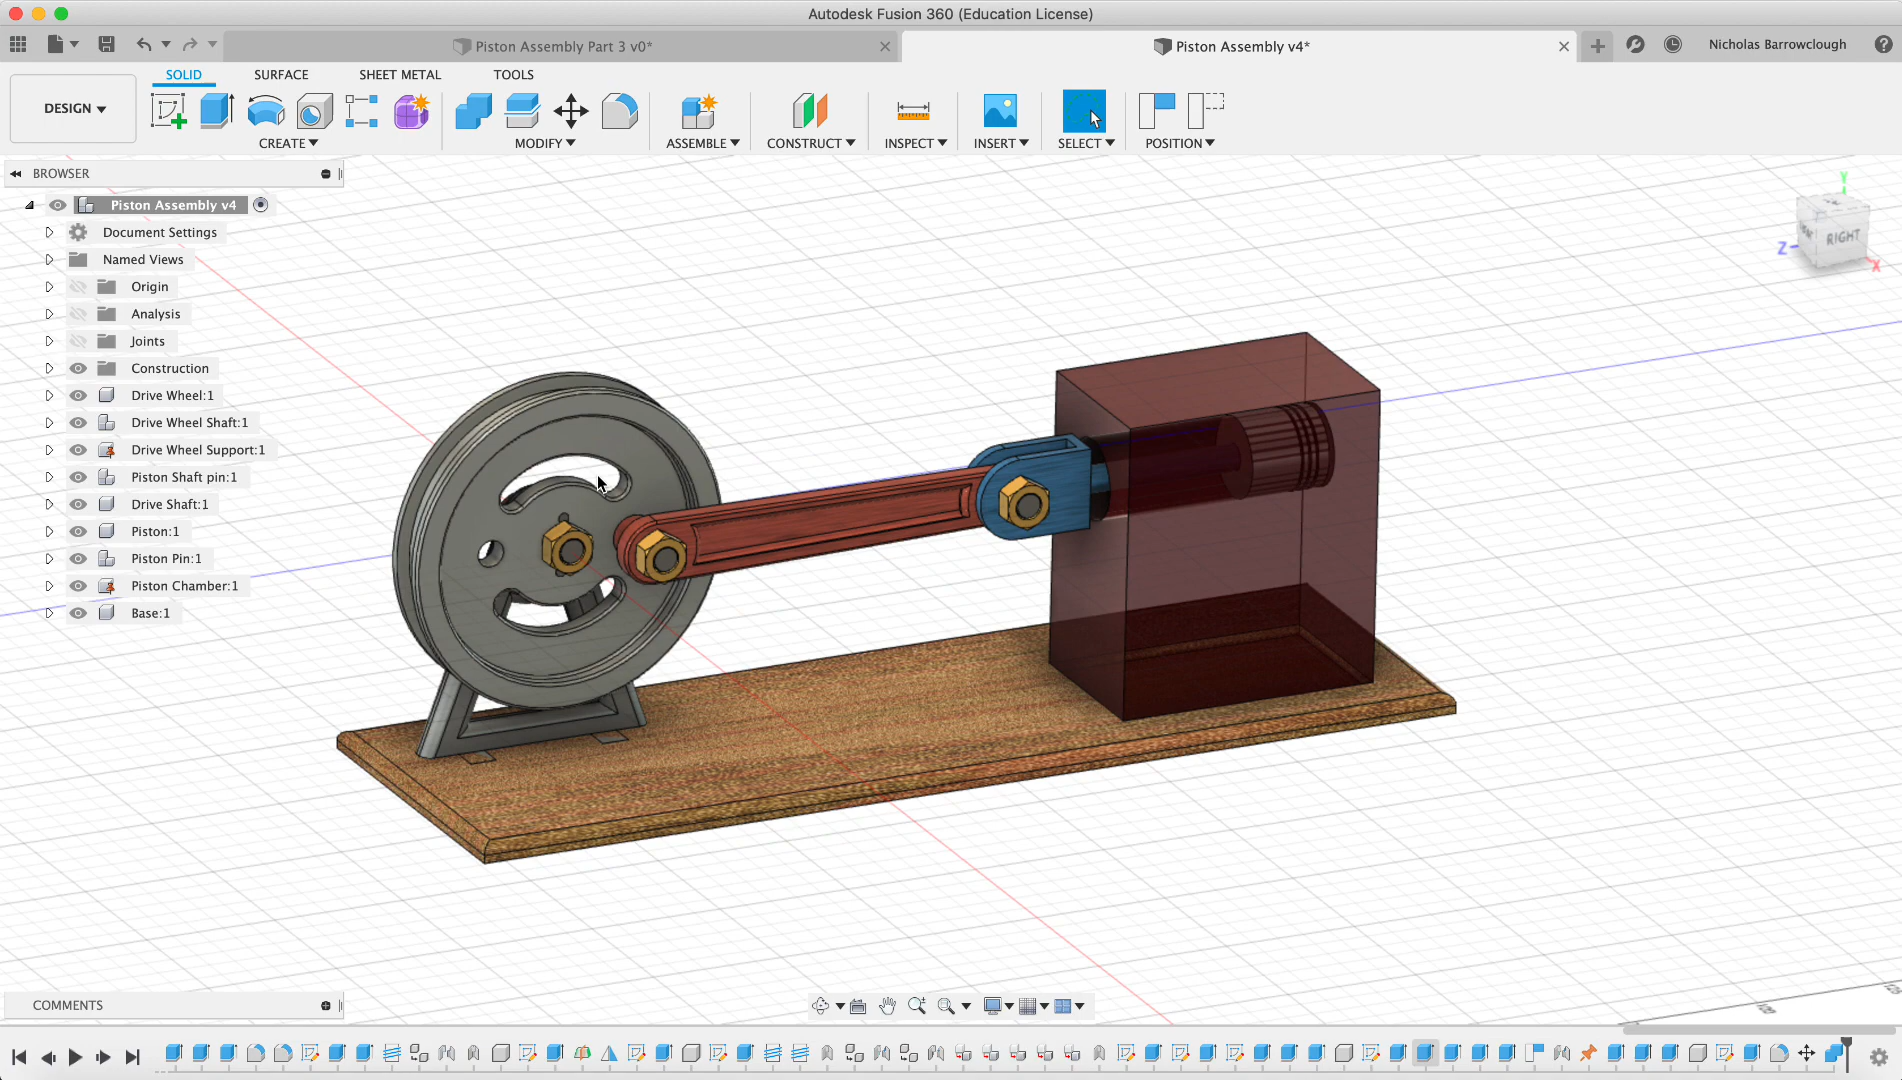 Autodesk Fusion 360 (Education License)
Piston Assembly Part 3 v0*
Piston Assembly v4*
Nicholas Barrowclough
DESIGN
SOLID
SURFACE
SHEET METAL
TOOLS
CREATE
MODIFY
ASSEMBLE
CONSTRUCT
INSPECT
INSERT
SELECT
POSITION
BROWSER
Piston Assembly v4
Document Settings
Named Views
Origin
Analysis
Joints
Construction
Drive Wheel:1
Drive Wheel Shaft:1
Drive Wheel Support:1
Piston Shaft pin:1
Drive Shaft:1
Piston:1
Piston Pin:1
Piston Chamber:1
Base:1
Y
Z
RIGHT
X
COMMENTS